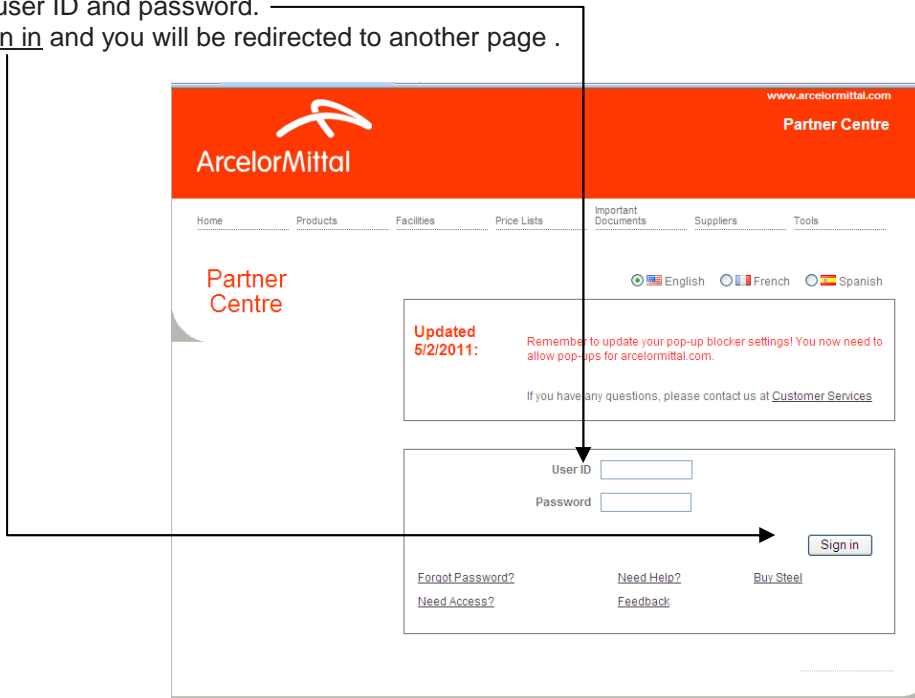 user ID and password.
n in and you will be redirected to another page .
www.arcelormittal.com
Partner Centre
ArcelorMittal
Home Products Facilities Price Lists Important Documents Suppliers Tools
Partner
Centre
English French Spanish
Updated
5/2/2011:
Remember to update your pop-up blocker settings! You now need to
allow pop-ups for arcelormittal.com.
If you have any questions, please contact us at Customer Services
User ID
Password
Sign in
Forgot Password? Need Help? Buy Steel
Need Access? Feedback